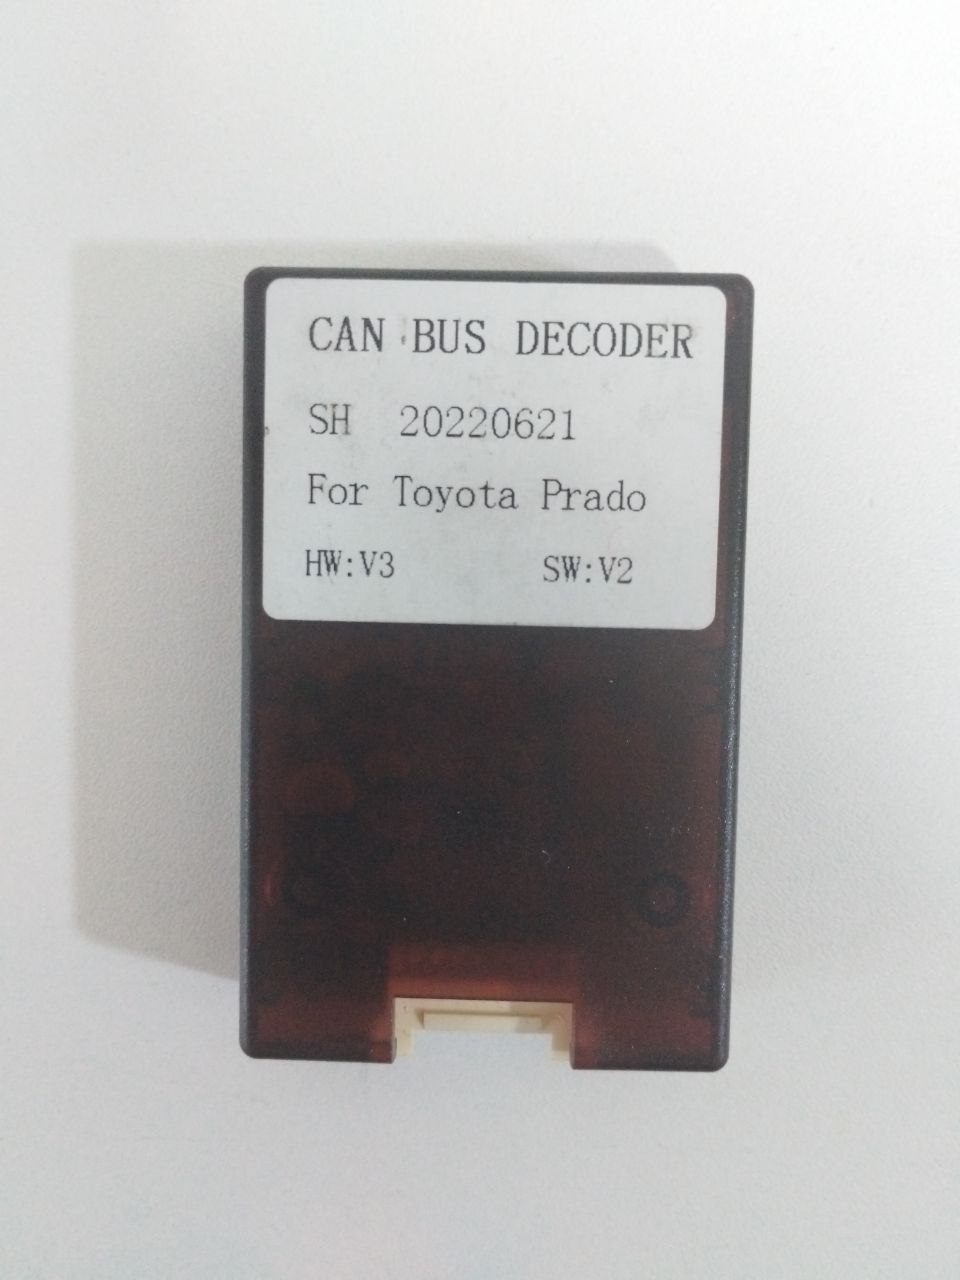 CAN BUS DECODER
SH 20220621
For Toyota Prado
HW:V3 SW:V2